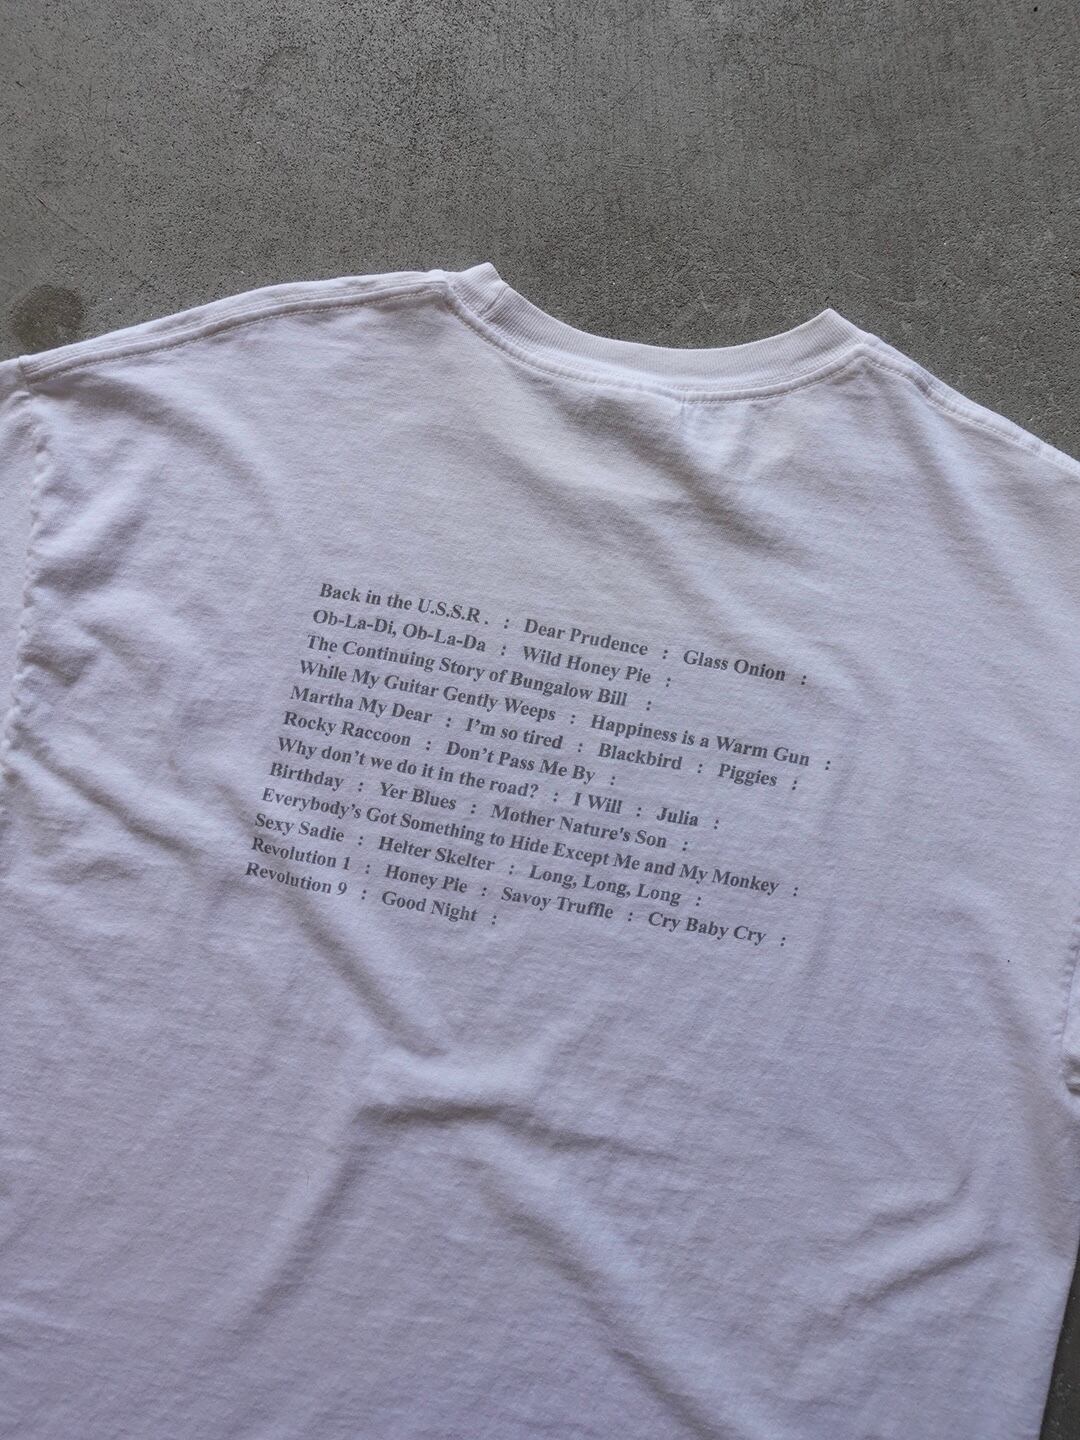 Back in the U.S.S.R. : Dear Prudence : Glass Onion :
Ob-La-Di, Ob-La-Da : Wild Honey Pie :
The Continuing Story of Bungalow Bill :
While My Guitar Gently Weeps : Happiness is a Warm Gun :
Martha My Dear : I'm so tired : Blackbird : Piggies :
Rocky Raccoon : Don't Pass Me By :
Why don't we do it in the road? : I Will : Julia :
Birthday : Yer Blues : Mother Nature's Son :
Everybody's Got Something to Hide Except Me and My Monkey :
Sexy Sadie : Helter Skelter : Long, Long, Long :
Revolution 1 : Honey Pie : Savoy Truffle : Cry Baby Cry :
Revolution 9 : Good Night :